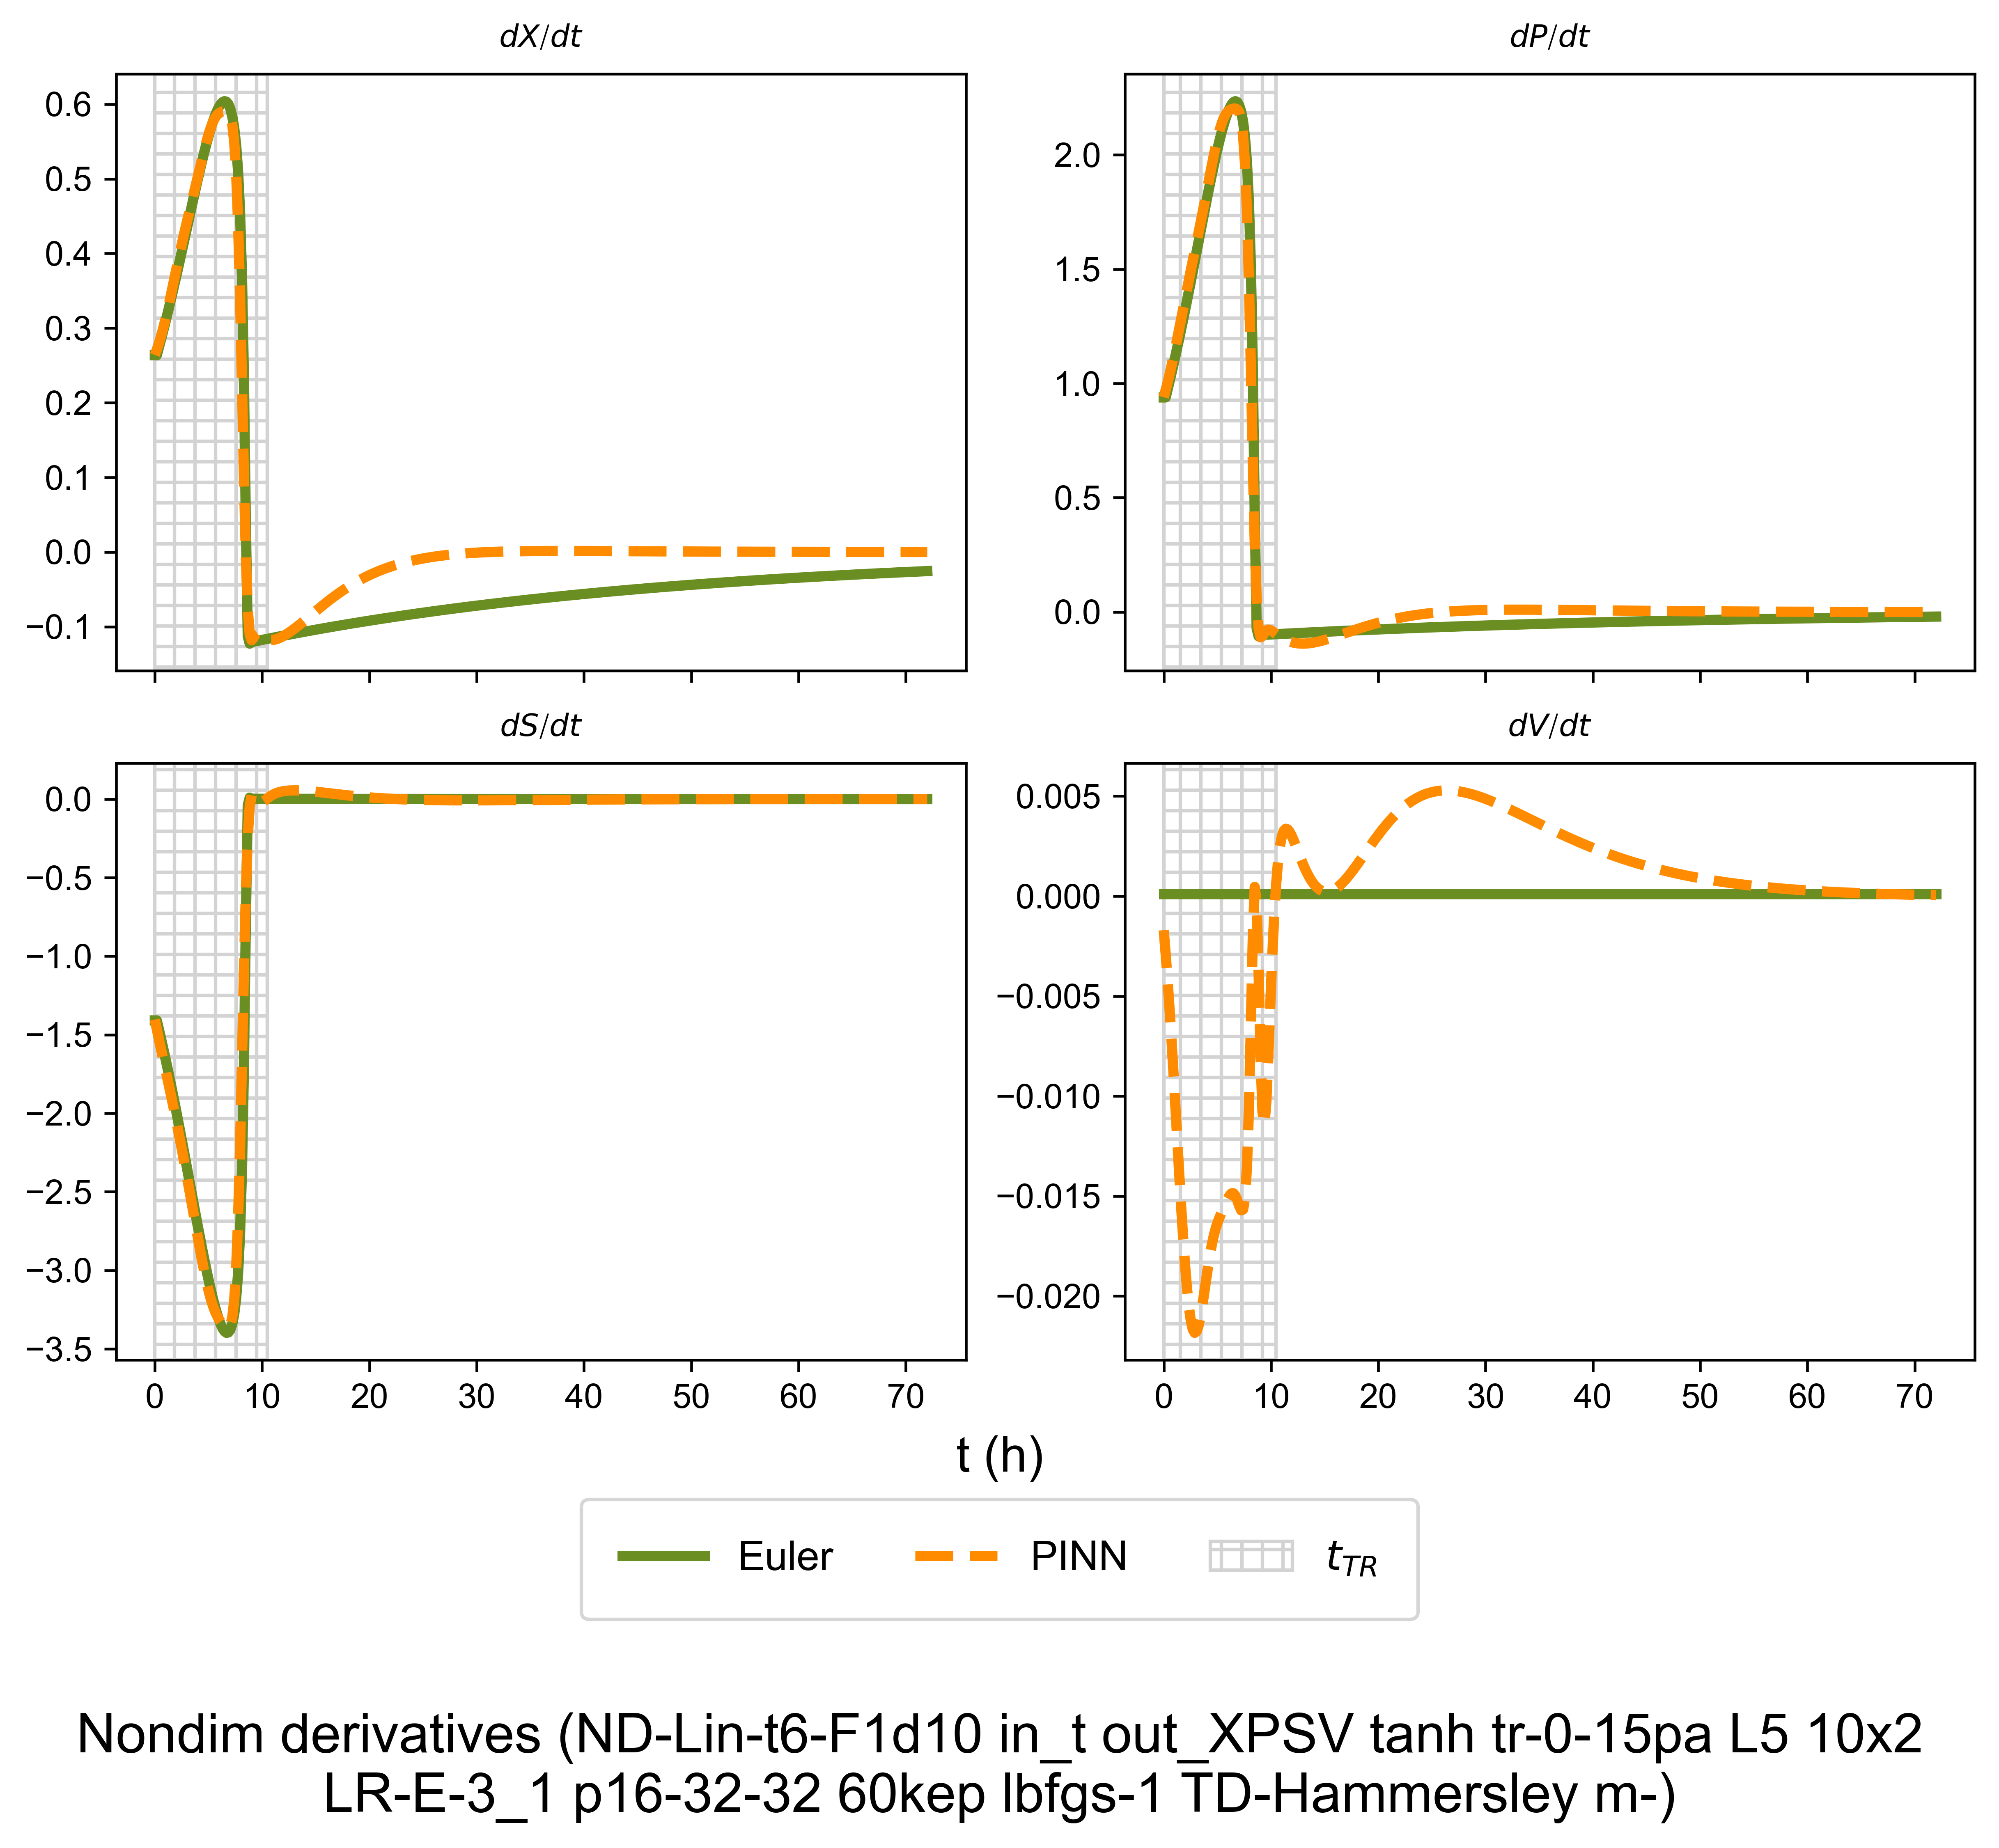 dX/dt
dP/dt
0.6
0.5
0.4
0.3
0.2
0.1
0.0
−0.1
2.0
1.5
1.0
0.5
0.0
dS/dt
dV/dt
0.0
−0.5
−1.0
−1.5
−2.0
−2.5
−3.0
−3.5
0.005
0.000
−0.005
−0.010
−0.015
−0.020
0 10 20 30 40 50 60 70
0 10 20 30 40 50 60 70
t (h)
Euler PINN t_TR
Nondim derivatives (ND-Lin-t6-F1d10 in_t out_XPSV tanh tr-0-15pa L5 10x2
LR-E-3_1 p16-32-32 60kep lbfgs-1 TD-Hammersley m-)